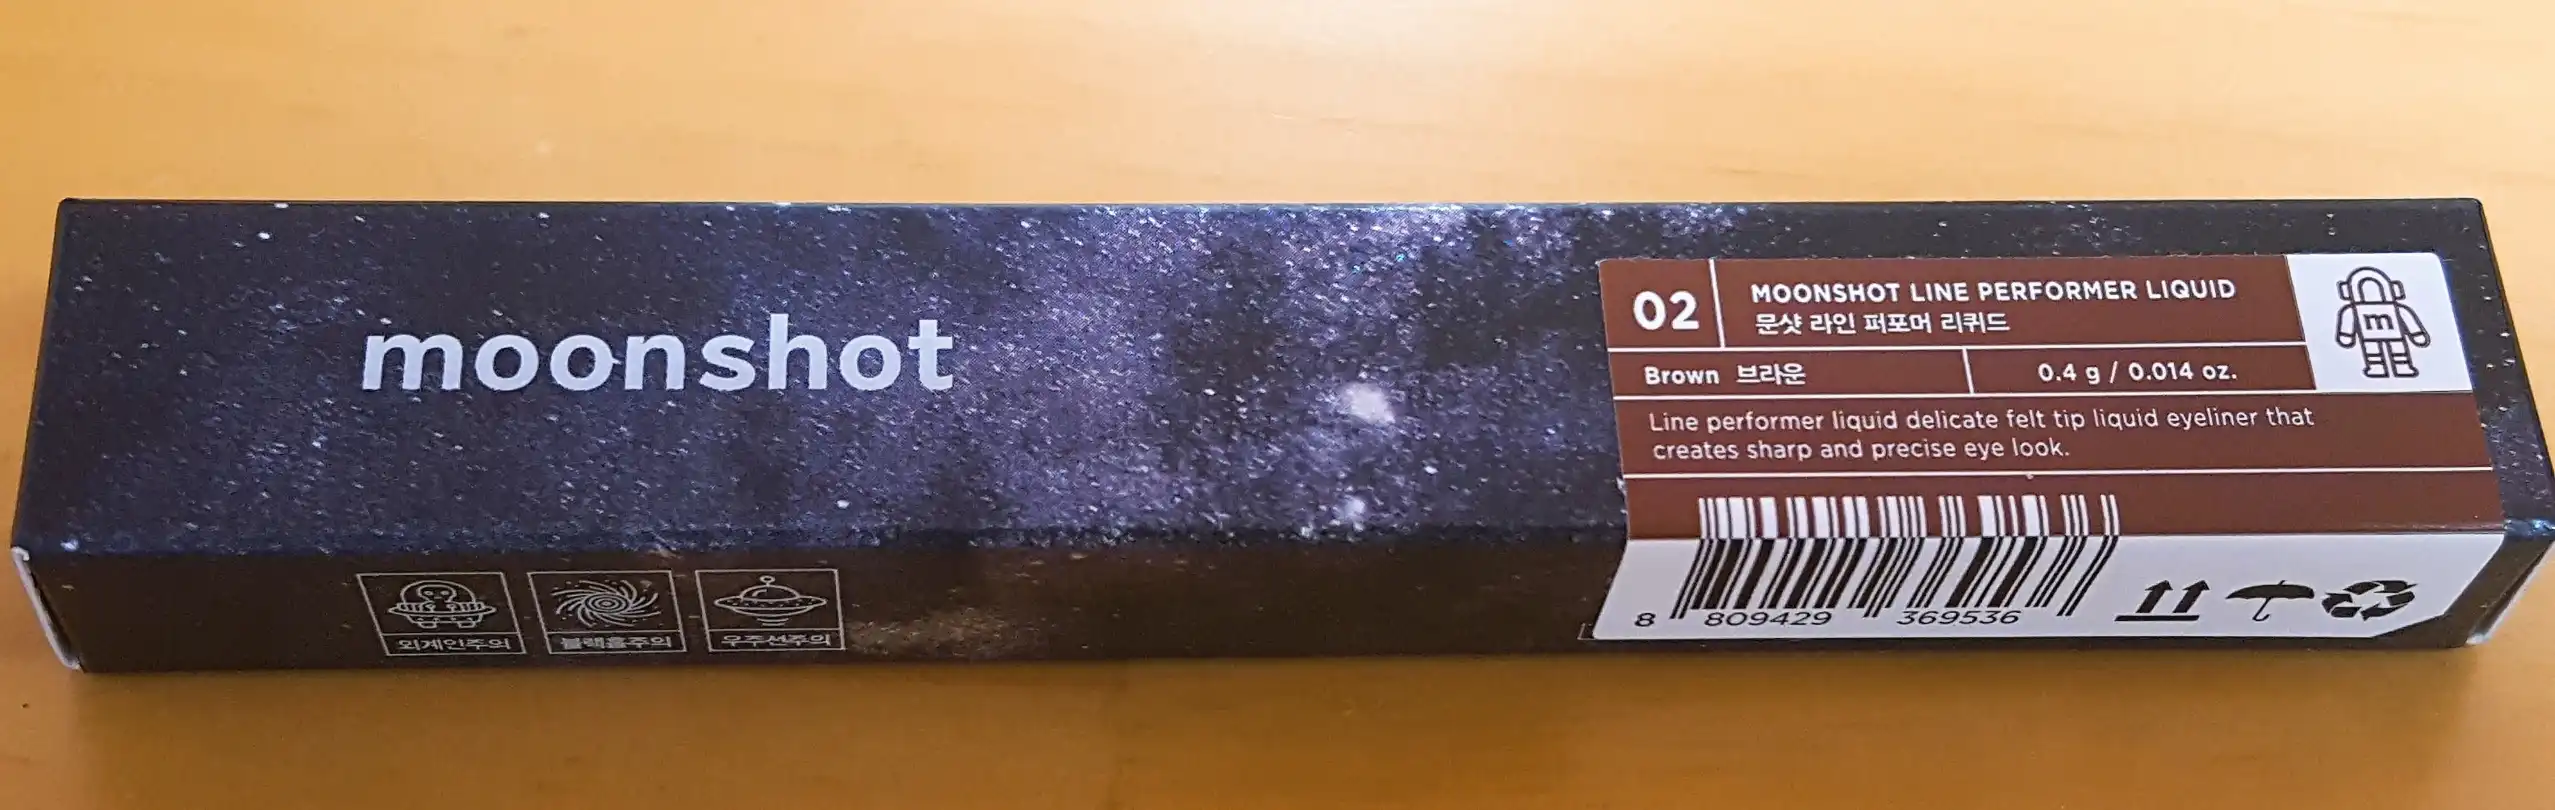 moonshot
02
MOONSHOT LINE PERFORMER LIQUID
문샷 라인 퍼포머 리퀴드
m
Brown 브라운
0.4 g / 0.014 oz.
Line performer liquid delicate felt tip liquid eyeliner that
creates sharp and precise eye look.
외계인주의
블랙홀주의
우주선주의
8 809429 369536